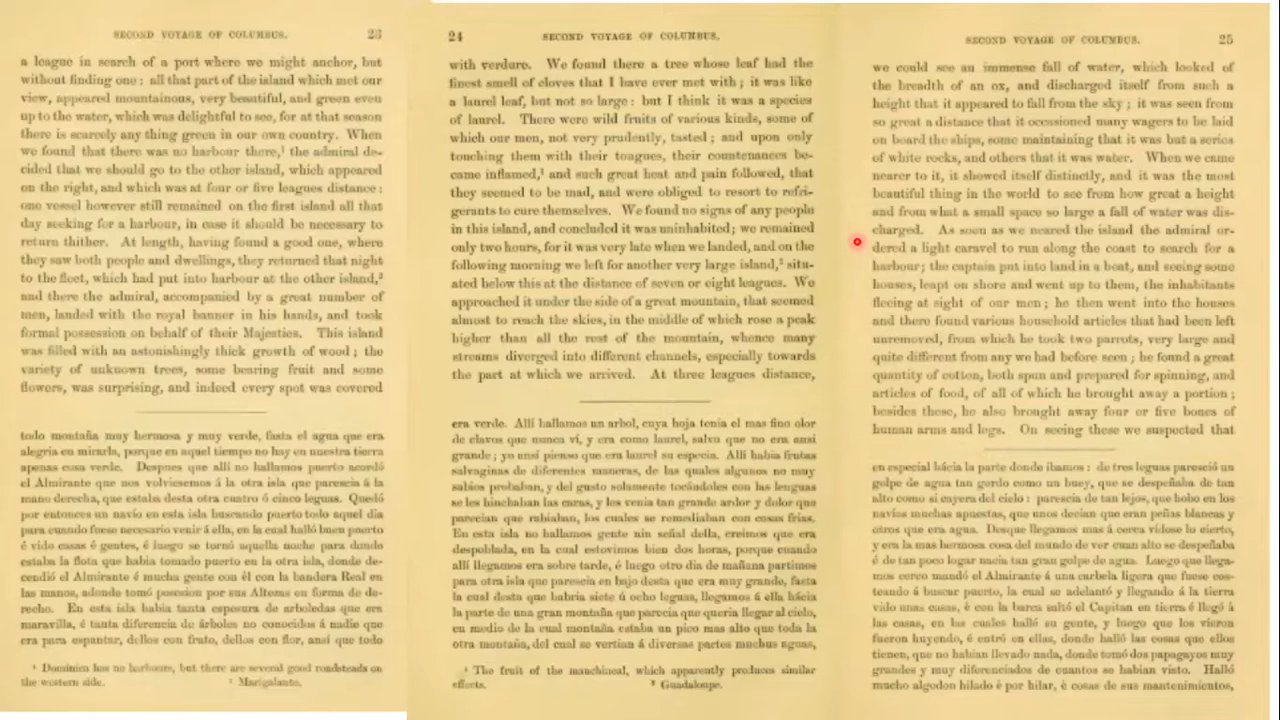 SECOND VOYAGE OF COLUMBUS. 23
a league in search of a port where we might anchor, but
without finding one: all that part of the island which met our
view, appeared mountainous, very beautiful, and green even
up to the water, which was delightful to see, for at that season
there is scarcely any thing green in our own country. When
we found that there was no harbour there,¹ the admiral de-
cided that we should go to the other island, which appeared
on the right, and which was at four or five leagues distance:
one vessel however still remained on the first island all that
day seeking for a harbour, in case it should be necessary to
return thither. At length, having found a good one, where
they saw both people and dwellings, they returned that night
to the fleet, which had put into harbour at the other island,²
and there the admiral, accompanied by a great number of
men, landed with the royal banner in his hands, and took
formal possession on behalf of their Majesties. This island
was filled with an astonishingly thick growth of wood; the
variety of unknown trees, some bearing fruit and some
flowers, was surprising, and indeed every spot was covered
todo montaña muy hermosa y muy verde, fasta el agua que era
alegria en mirarla, porque en aquel tiempo no hay en nuestra tierra
apenas cosa verde. Despues que allí no hallamos puerto acordó
el Almirante que nos volviesemos á la otra isla que parescia á la
mano derecha, que estaba desta otra cuatro ó cinco leguas. Quedó
por entonces un navío en esta isla buscando puerto todo aquel dia
para cuando fuese necesario venir á ella, en la cual halló buen puerto
é vido casas é gentes, é luego se tornó aquella noche para donde
estaba la flota que habia tomado puerto en la otra isla, donde de-
cendió el Almirante é mucha gente con él con la bandera Real en
las manos, adonde tomó posesion por sus Altezas en forma de de-
recho. En esta isla habia tanta espesura de arboledas que era
maravilla, é tanta diferencia de árboles no conocidos á nadie que
era para espantar, dellos con fruto, dellos con flor, ansi que todo
¹ Dominica has no harbours, but there are several good roadsteads on
the western side. ² Marigalante.
24 SECOND VOYAGE OF COLUMBUS.
with verdure. We found there a tree whose leaf had the
finest smell of cloves that I have ever met with; it was like
a laurel leaf, but not so large: but I think it was a species
of laurel. There were wild fruits of various kinds, some of
which our men, not very prudently, tasted; and upon only
touching them with their tongues, their countenances be-
came inflamed,¹ and such great heat and pain followed, that
they seemed to be mad, and were obliged to resort to refri-
gerants to cure themselves. We found no signs of any people
in this island, and concluded it was uninhabited; we remained
only two hours, for it was very late when we landed, and on the
following morning we left for another very large island,² situ-
ated below this at the distance of seven or eight leagues. We
approached it under the side of a great mountain, that seemed
almost to reach the skies, in the middle of which rose a peak
higher than all the rest of the mountain, whence many
streams diverged into different channels, especially towards
the part at which we arrived. At three leagues distance,
era verde. Allí hallamos un arbol, cuya hoja tenia el mas fino olor
de clavos que nunca ví, y era como laurel, salvo que no era ansi
grande; yo ansi pienso que era laurel su especia. Allí habia frutas
salvaginas de diferentes maneras, de las quales algunos no muy
sabios probaban, y del gusto solamente tocándoles con las lenguas
se les hinchaban las caras, y los venia tan grande ardor y dolor que
parecian que rabiaban, los cuales se remediaban con cosas frias.
En esta isla no hallamos gente nin señal della, creimos que era
despoblada, en la cual estovimos bien dos horas, porque cuando
allí llegamos era sobre tarde, é luego otro dia de mañana partimos
para otra isla que parescia en bajo desta que era muy grande, fasta
la cual desta que habria siete ú ocho leguas, llegamos á ella hácia
la parte de una gran montaña que parecia que queria llegar al cielo,
en medio de la cual montaña estaba un pico mas alto que toda la
otra montaña, del cual se vertian á diversas partes muchas aguas,
¹ The fruit of the manchineal, which apparently produces similar
effects. ² Guadaloupe.
SECOND VOYAGE OF COLUMBUS. 25
we could see an immense fall of water, which looked of
the breadth of an ox, and discharged itself from such a
height that it appeared to fall from the sky; it was seen from
so great a distance that it occasioned many wagers to be laid
on board the ships, some maintaining that it was but a series
of white rocks, and others that it was water. When we came
nearer to it, it showed itself distinctly, and it was the most
beautiful thing in the world to see from how great a height
and from what a small space so large a fall of water was dis-
charged. As soon as we neared the island the admiral or-
dered a light caravel to run along the coast to search for a
harbour; the captain put into land in a boat, and seeing some
houses, leapt on shore and went up to them, the inhabitants
fleeing at sight of our men; he then went into the houses
and there found various household articles that had been left
unremoved, from which he took two parrots, very large and
quite different from any we had before seen; he found a great
quantity of cotton, both spun and prepared for spinning, and
articles of food, of all of which he brought away a portion;
besides these, he also brought away four or five bones of
human arms and legs. On seeing these we suspected that
en especial hácia la parte donde ibamos: de tres leguas paresció un
golpe de agua tan gordo como un buey, que se despeñaba de tan
alto como si cayera del cielo: parescia de tan lejos, que hobo en los
navíos muchas apuestas, que unos decian que eran peñas blancas y
otros que era agua. Desque llegamos mas á cerca vídose lo cierto,
y era la mas hermosa cosa del mundo de ver cuan alto se despeñaba
é de tan poco logar nacia tan gran golpe de agua. Luego que llega-
mos cerco mandó el Almirante á una carbela ligera que fuese cos-
teando á buscar puerto, la cual se adelantó y llegando á la tierra
vido unas casas, é con la barca saltó el Capitan en tierra é llegó á
las casas, en las cuales halló su gente, y luego que los vieron
fueron huyendo, é entró en ellas, donde halló las cosas que ellos
tienen, que no habian llevado nada, donde tomó dos papagayos muy
grandes y muy diferenciados de cuantos se habian visto. Halló
mucho algodon hilado é por hilar, è cosas de sus mantenimientos,